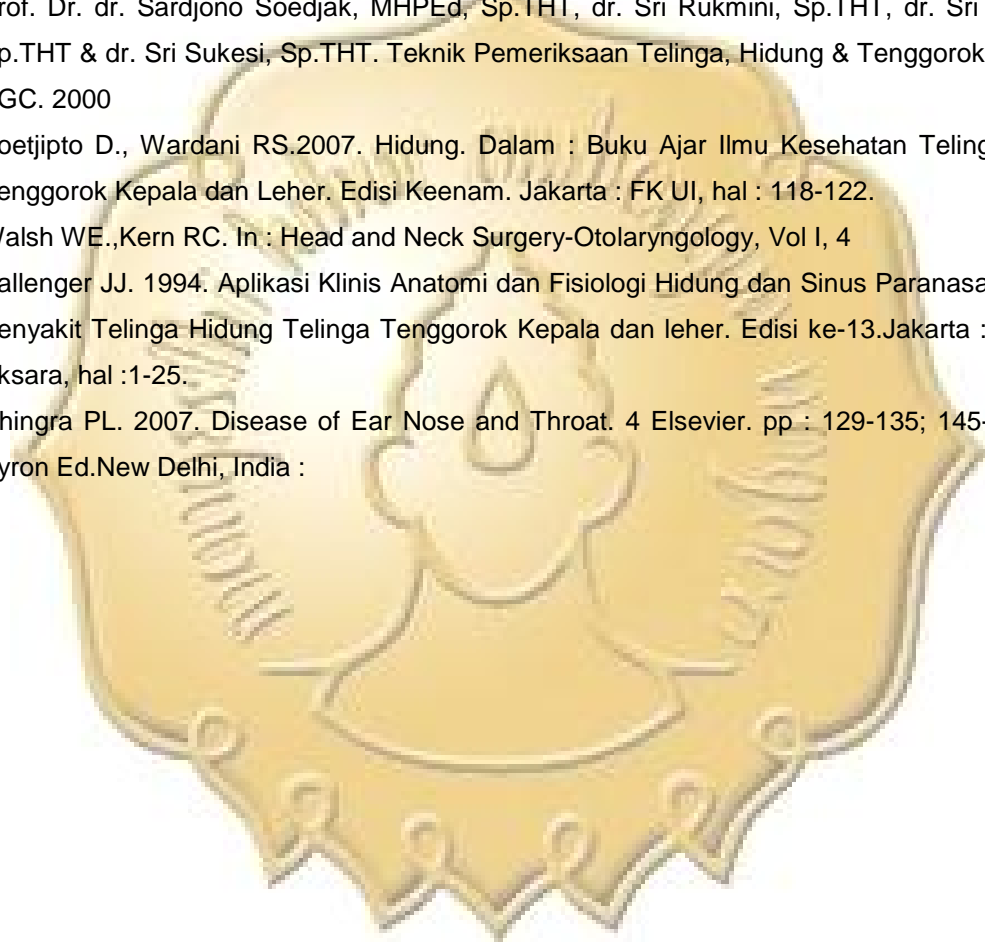 rof. Dr. dr. Sardjono Soedjak, MHPEd, Sp.THT, dr. Sri Rukmini, Sp.THT, dr. Sri
p.THT & dr. Sri Sukesi, Sp.THT. Teknik Pemeriksaan Telinga, Hidung & Tenggorok
GC. 2000
oetjipto D., Wardani RS.2007. Hidung. Dalam : Buku Ajar Ilmu Kesehatan Teling
enggorok Kepala dan Leher. Edisi Keenam. Jakarta : FK UI, hal : 118-122.
Walsh WE.,Kern RC. In : Head and Neck Surgery-Otolaryngology, Vol I, 4
allenger JJ. 1994. Aplikasi Klinis Anatomi dan Fisiologi Hidung dan Sinus Paranasa
enyakit Telinga Hidung Telinga Tenggorok Kepala dan leher. Edisi ke-13.Jakarta :
ksara, hal :1-25.
hingra PL. 2007. Disease of Ear Nose and Throat. 4 Elsevier. pp : 129-135; 145-
yron Ed.New Delhi, India :